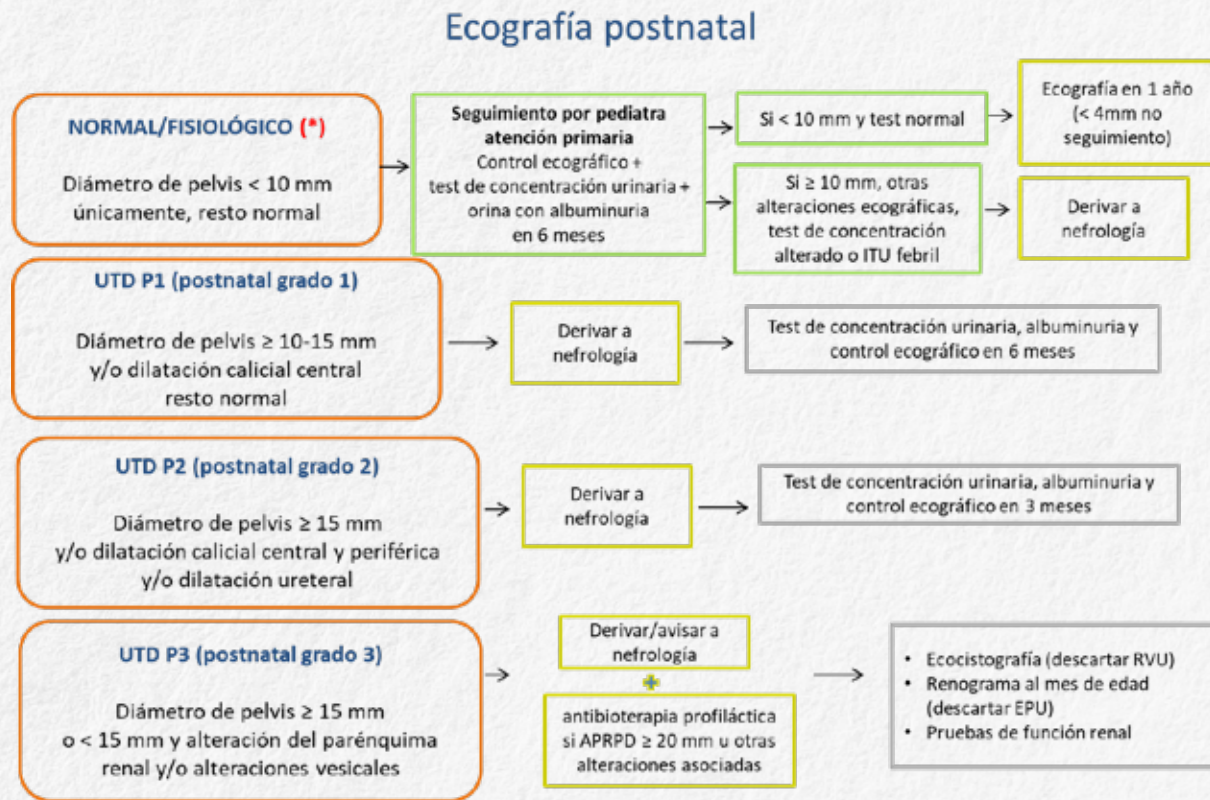 Ecografía postnatal
NORMAL/FISIOLÓGICO (*)
Diámetro de pelvis < 10 mm
únicamente, resto normal
Seguimiento por pediatra
atención primaria
Control ecográfico +
test de concentración urinaria +
orina con albuminuria
en 6 meses
Si < 10 mm y test normal
Ecografía en 1 año
(< 4mm no
seguimiento)
Si ≥ 10 mm, otras
alteraciones ecográficas,
test de concentración
alterado o ITU febril
Derivar a
nefrología
UTD P1 (postnatal grado 1)
Diámetro de pelvis ≥ 10-15 mm
y/o dilatación calicial central
resto normal
Derivar a
nefrología
Test de concentración urinaria, albuminuria y
control ecográfico en 6 meses
UTD P2 (postnatal grado 2)
Diámetro de pelvis ≥ 15 mm
y/o dilatación calicial central y periférica
y/o dilatación ureteral
Derivar a
nefrología
Test de concentración urinaria, albuminuria y
control ecográfico en 3 meses
UTD P3 (postnatal grado 3)
Diámetro de pelvis ≥ 15 mm
o < 15 mm y alteración del parénquima
renal y/o alteraciones vesicales
Derivar/avisar a
nefrología
+
antibioterapia profiláctica
si APRPD ≥ 20 mm u otras
alteraciones asociadas
• Ecocistografía (descartar RVU)
• Renograma al mes de edad
(descartar EPU)
• Pruebas de función renal